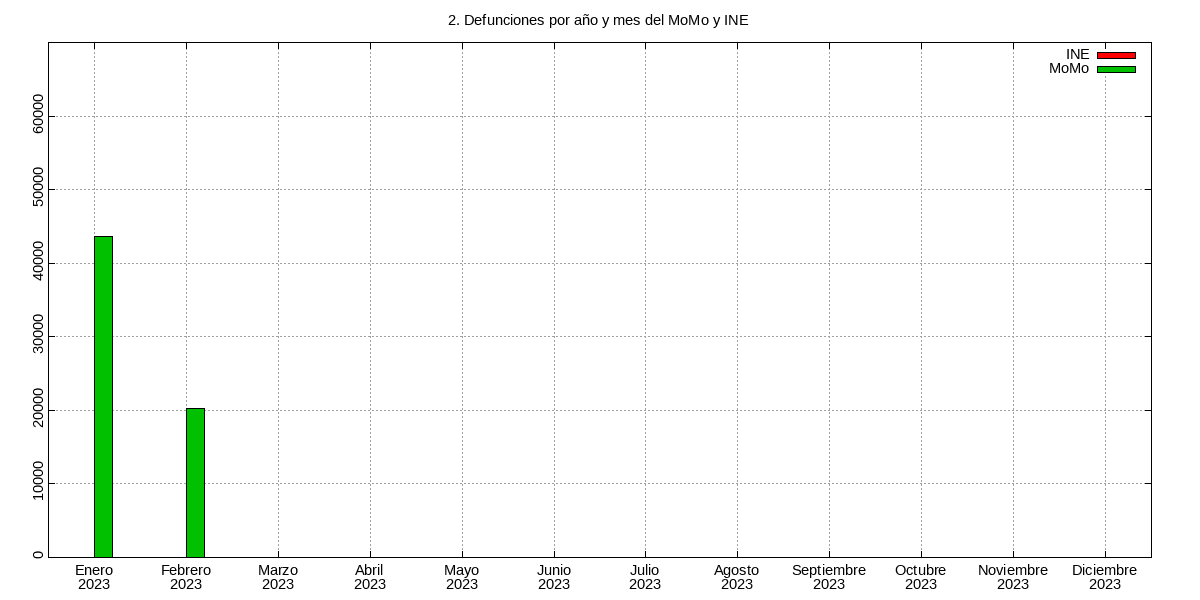 2. Defunciones por año y mes del MoMo y INE
INE
MoMo
60000
50000
40000
30000
20000
10000
0
Enero Febrero Marzo Abril Mayo Junio Julio Agosto Septiembre Octubre Noviembre Diciembre
2023 2023 2023 2023 2023 2023 2023 2023 2023 2023 2023 2023